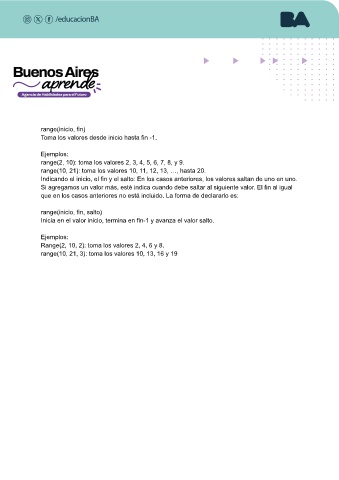 /educacionBA
BA
Buenos Aires
aprende
Agencia de Habilidades para el Futuro
range(inicio, fin)
Toma los valores desde inicio hasta fin -1.
Ejemplos:
range(2, 10): toma los valores 2, 3, 4, 5, 6, 7, 8, y 9.
range(10, 21): toma los valores 10, 11, 12, 13, ..., hasta 20.
Indicando el inicio, el fin y el salto: En los casos anteriores, los valores saltan de uno en uno.
Si agregamos un valor más, esté indica cuando debe saltar al siguiente valor. El fin al igual
que en los casos anteriores no está incluido. La forma de declararlo es:
range(inicio, fin, salto)
Inicia en el valor inicio, termina en fin-1 y avanza el valor salto.
Ejemplos:
Range(2, 10, 2): toma los valores 2, 4, 6 y 8.
range(10, 21, 3): toma los valores 10, 13, 16 y 19